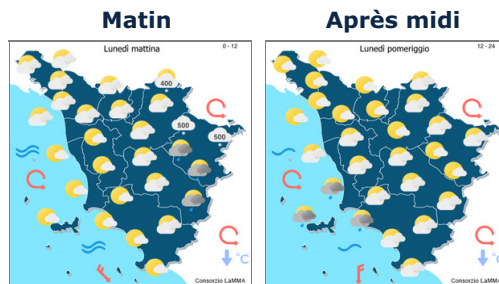 Matin
Après midi
Lunedì mattina
0 - 12
400
500
500
°C
Consorzio LaMMA
Lunedì pomeriggio
12 - 24
°C
Consorzio LaMMA